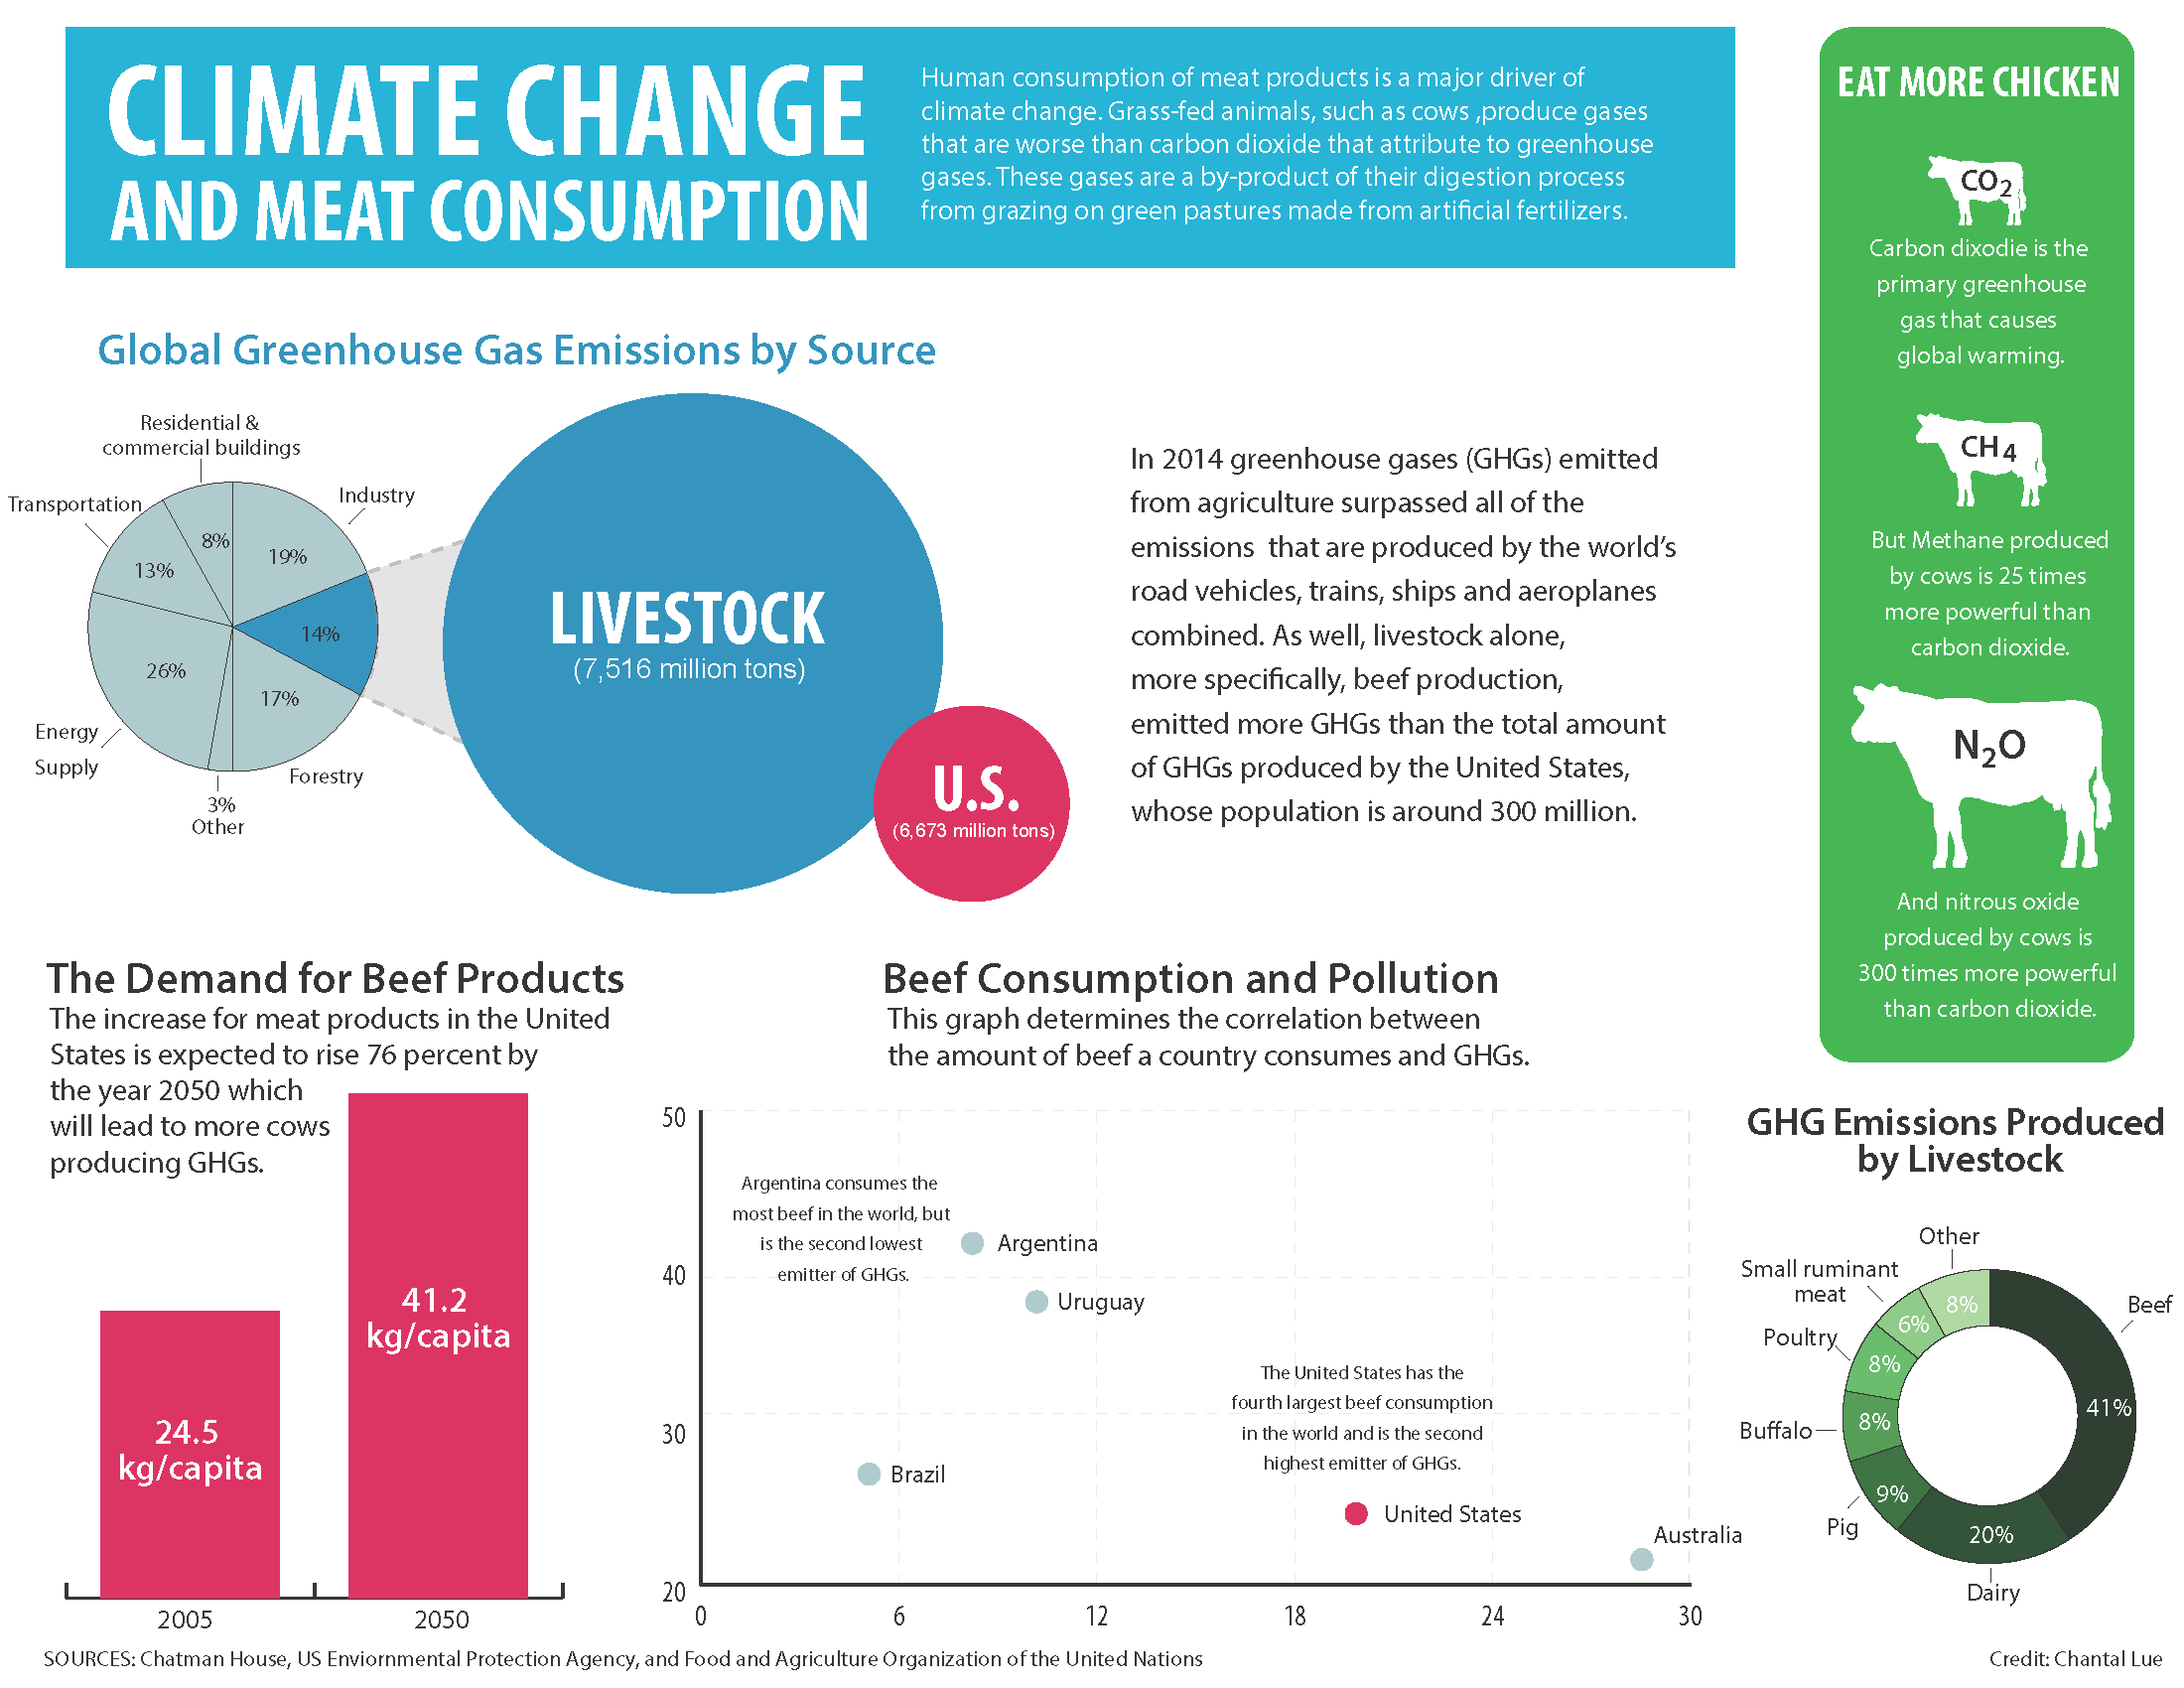 CLIMATE CHANGE
AND MEAT CONSUMPTION
Human consumption of meat products is a major driver of
climate change. Grass-fed animals, such as cows ,produce gases
that are worse than carbon dioxide that attribute to greenhouse
gases. These gases are a by-product of their digestion process
from grazing on green pastures made from artificial fertilizers.
EAT MORE CHICKEN
CO2
Carbon dixodie is the
primary greenhouse
gas that causes
global warming.
CH4
But Methane produced
by cows is 25 times
more powerful than
carbon dioxide.
N2O
And nitrous oxide
produced by cows is
300 times more powerful
than carbon dioxide.
Global Greenhouse Gas Emissions by Source
Residential &
commercial buildings
Transportation
Industry
8%
19%
13%
14%
26%
17%
Energy
Supply
Forestry
3%
Other
LIVESTOCK
(7,516 million tons)
U.S.
(6,673 million tons)
In 2014 greenhouse gases (GHGs) emitted
from agriculture surpassed all of the
emissions that are produced by the world's
road vehicles, trains, ships and aeroplanes
combined. As well, livestock alone,
more specifically, beef production,
emitted more GHGs than the total amount
of GHGs produced by the United States,
whose population is around 300 million.
The Demand for Beef Products
The increase for meat products in the United
States is expected to rise 76 percent by
the year 2050 which
will lead to more cows
producing GHGs.
41.2
kg/capita
24.5
kg/capita
2005
2050
Beef Consumption and Pollution
This graph determines the correlation between
the amount of beef a country consumes and GHGs.
50
40
30
20
0
6
12
18
24
30
Argentina consumes the
most beef in the world, but
is the second lowest
emitter of GHGs.
Argentina
Uruguay
The United States has the
fourth largest beef consumption
in the world and is the second
highest emitter of GHGs.
Brazil
United States
Australia
GHG Emissions Produced
by Livestock
Other
Small ruminant
meat
Beef
Poultry
8%
6%
8%
Buffalo
8%
41%
9%
Pig
20%
Dairy
SOURCES: Chatman House, US Enviornmental Protection Agency, and Food and Agriculture Organization of the United Nations
Credit: Chantal Lue